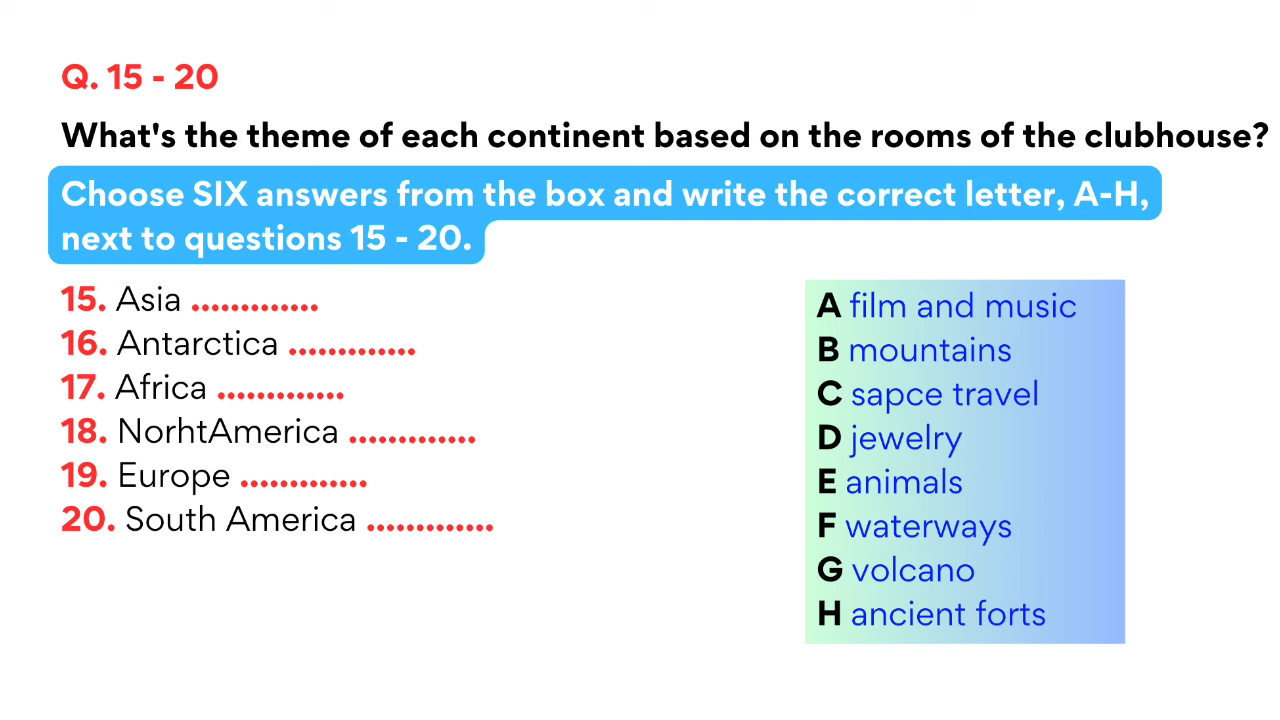 Q. 15 - 20
What's the theme of each continent based on the rooms of the clubhouse?
Choose SIX answers from the box and write the correct letter, A-H,
next to questions 15 - 20.
15. Asia .............
16. Antarctica .............
17. Africa .............
18. NorhtAmerica .............
19. Europe .............
20. South America .............
A film and music
B mountains
C sapce travel
D jewelry
E animals
F waterways
G volcano
H ancient forts